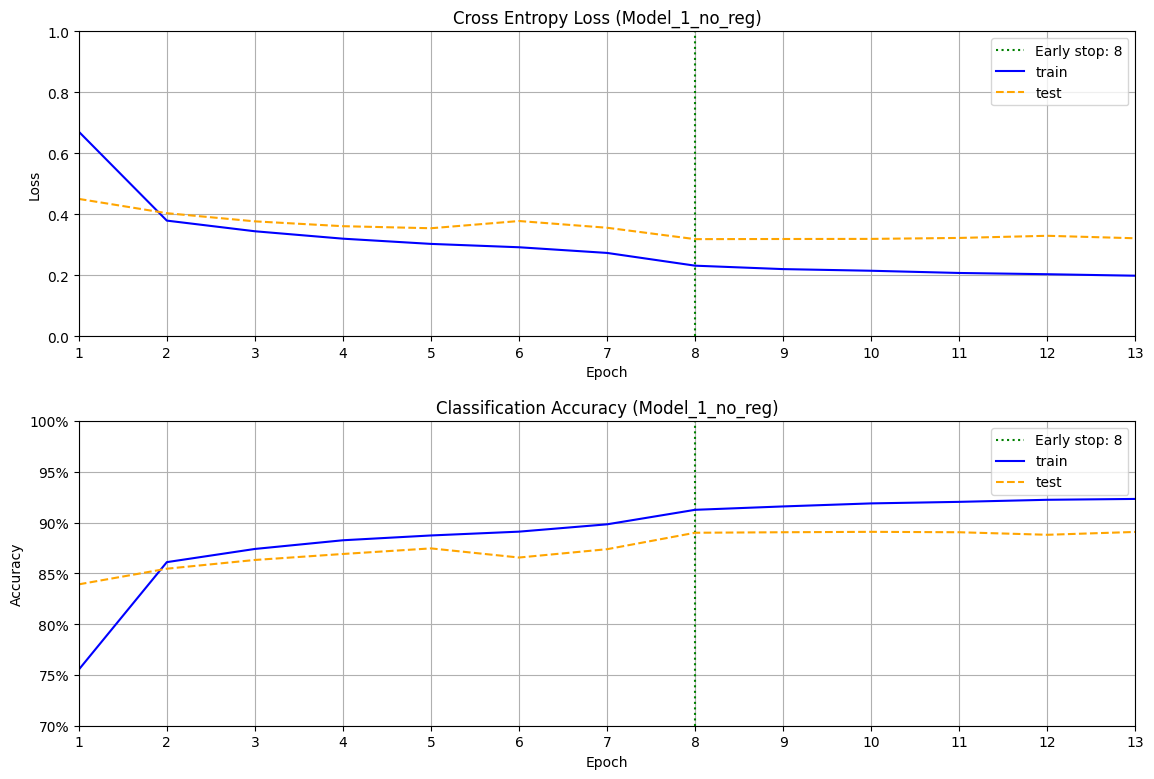 Cross Entropy Loss (Model_1_no_reg)
1.0
0.8
0.6
0.4
0.2
0.0
Loss
Early stop: 8
train
test
1 2 3 4 5 6 7 8 9 10 11 12 13
Epoch
Classification Accuracy (Model_1_no_reg)
100%
95%
90%
85%
80%
75%
70%
Accuracy
Early stop: 8
train
test
1 2 3 4 5 6 7 8 9 10 11 12 13
Epoch